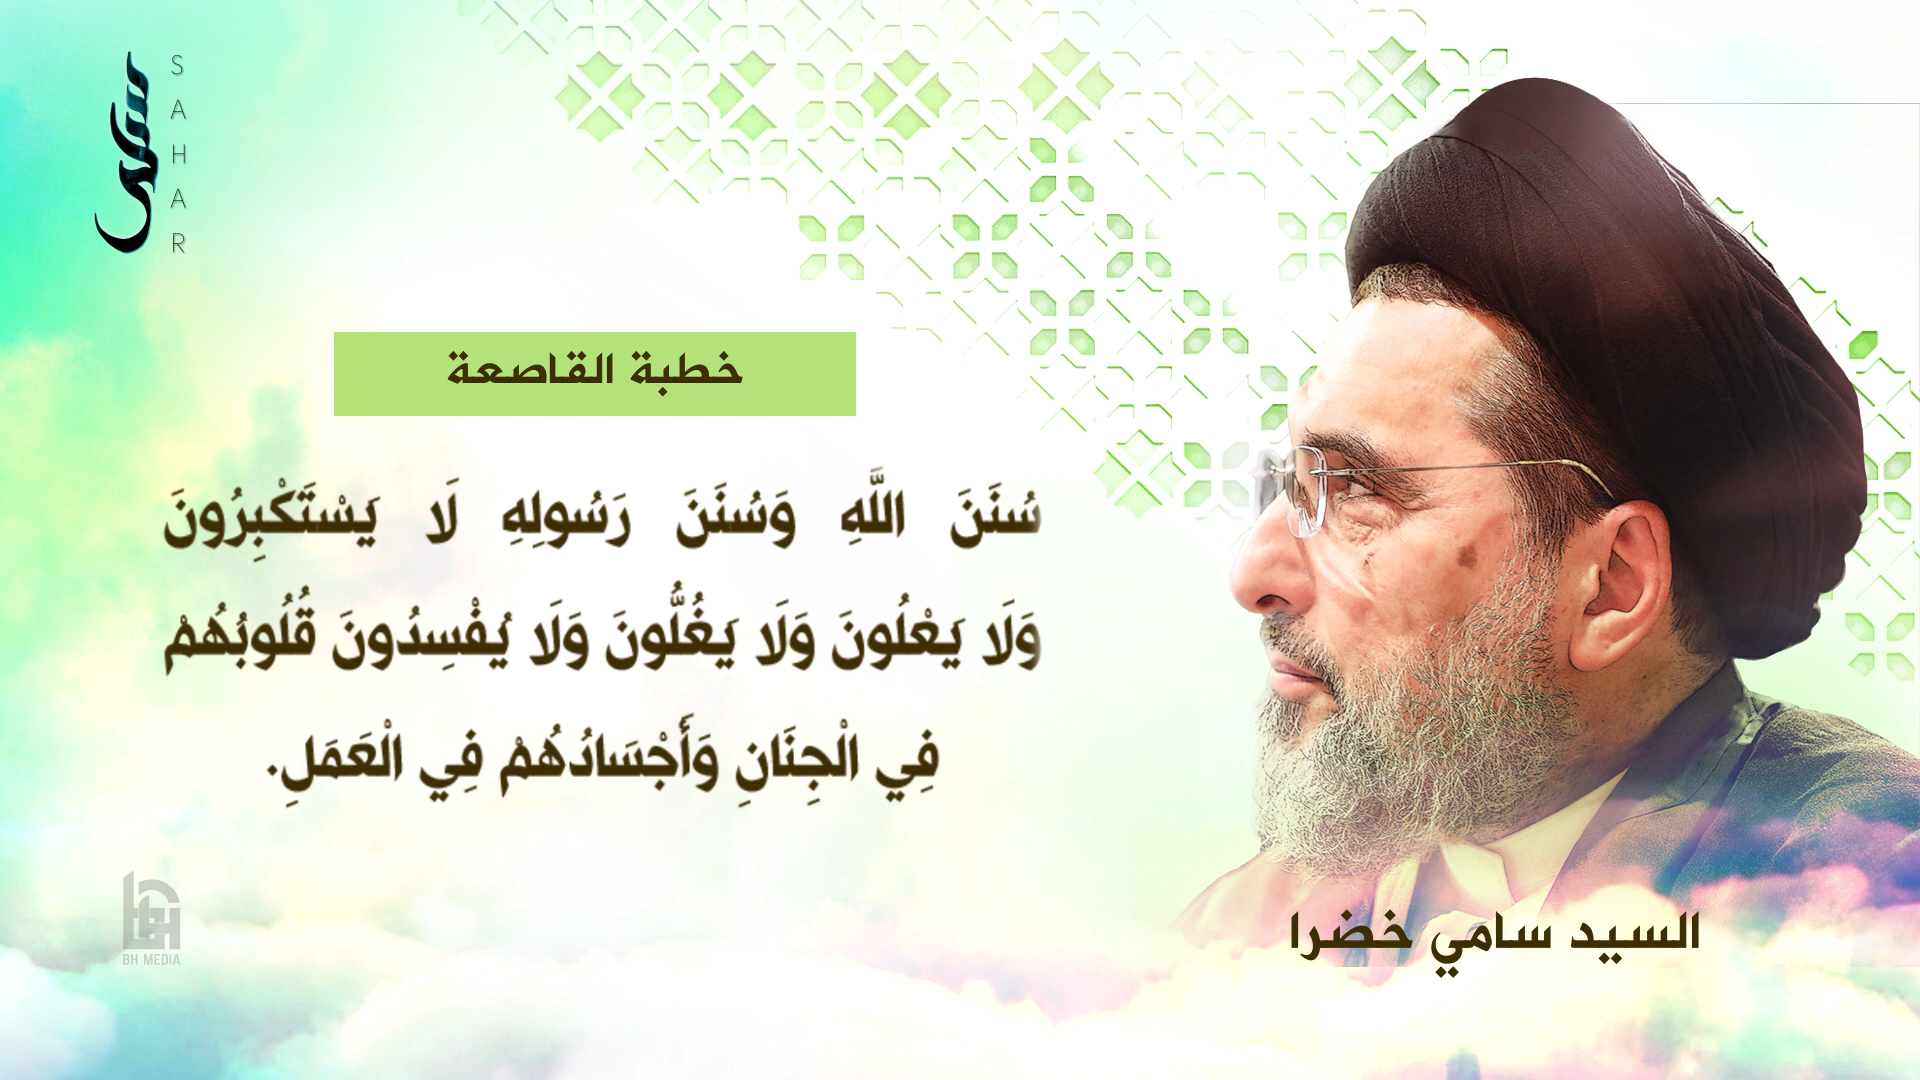 سحر
SAHAR
خطبة القاصعة
سُنَنَ اللَّهِ وَسُنَنَ رَسُولِهِ لَا يَسْتَكْبِرُونَ
وَلَا يَعْلُونَ وَلَا يَغُلُّونَ وَلَا يُفْسِدُونَ قُلُوبُهُمْ
فِي الْجِنَانِ وَأَجْسَادُهُمْ فِي الْعَمَلِ.
السيد سامي خضرا
BH MEDIA